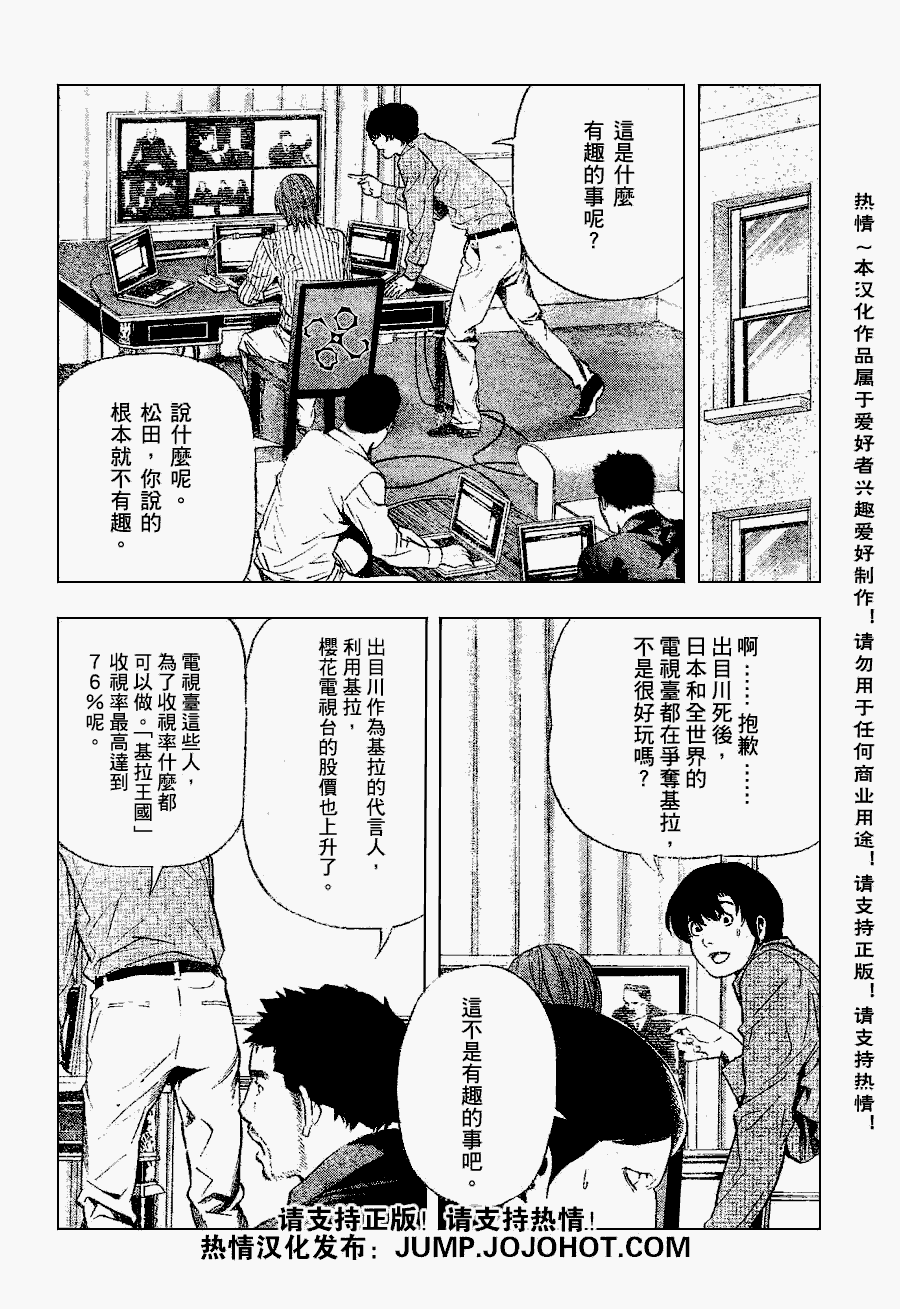 這是什麼
有趣的事呢？
說什麼呢。
松田，你說的
根本就不有趣。
啊……抱歉……
出目川死後，
日本和全世界的
電視臺都在爭奪基拉，
不是很好玩嗎？
這不是有趣的事吧。
出目川作為基拉的代言人，
利用基拉，
櫻花電視台的股價也上升了。
電視臺這些人，
為了收視率什麼都
可以做。「基拉王國」
收視率最高達到
76％呢。
热情～本汉化作品属于爱好者兴趣爱好制作！请勿用于任何商业用途！请支持正版！请支持热情！
请支持正版！请支持热情！
热情汉化发布：JUMP.JOJOHOT.COM